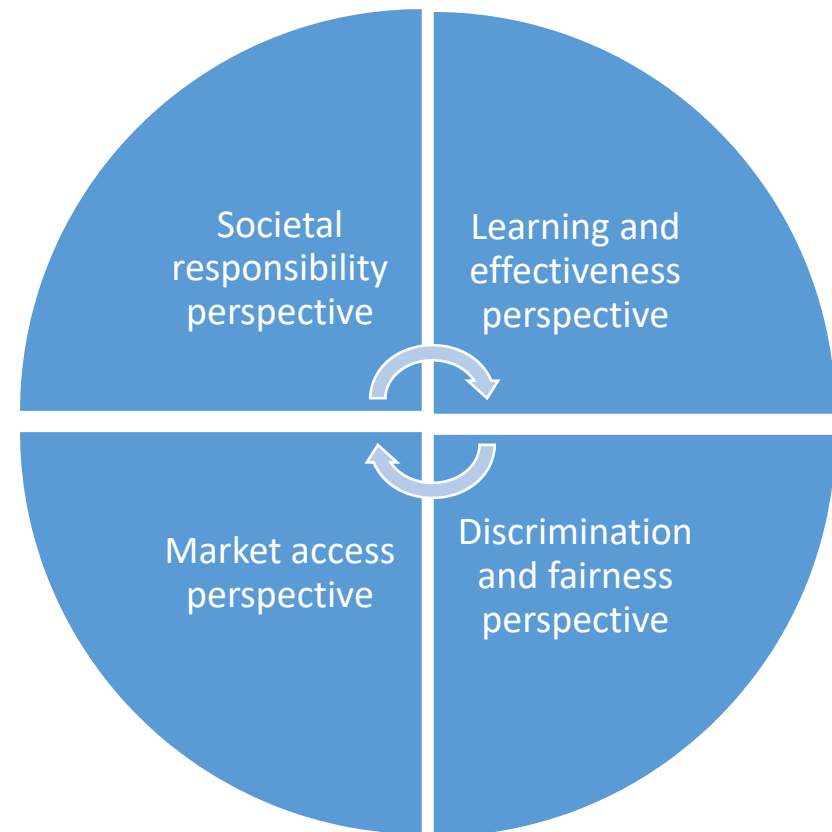 Societal
responsibility
perspective
Learning and
effectiveness
perspective
Market access
perspective
Discrimination
and fairness
perspective